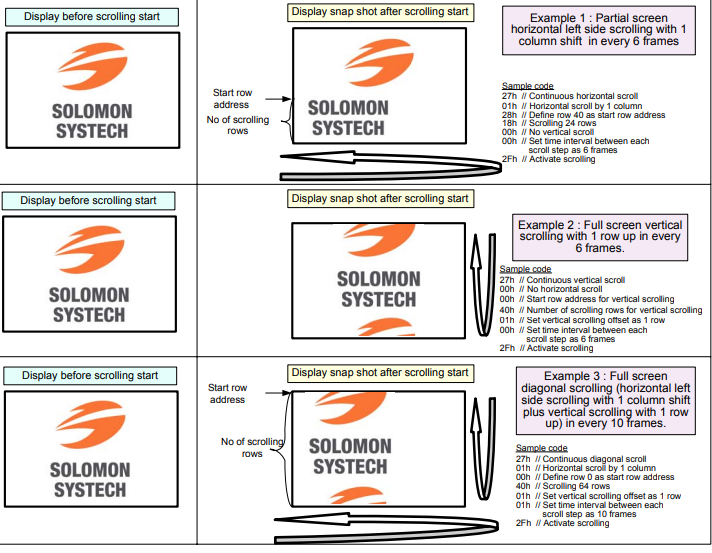 Display before scrolling start
Display snap shot after scrolling start
Example 1 : Partial screen
horizontal left side scrolling with 1
column shift  in every 6 frames
SOLOMON
SYSTECH
Start row
address
No of scrolling
rows
SOLOMON
SYSTECH
Sample code
27h  // Continuous horizontal scroll
01h  // Horizontal scroll by 1 column
28h  // Define row 40 as start row address
18h  // Scrolling 24 rows
00h  // No vertical scroll
00h  // Set time interval between each
scroll step as 6 frames
2Fh  // Activate scrolling
Display before scrolling start
Display snap shot after scrolling start
Example 2 : Full screen vertical
scrolling with 1 row up in every
6 frames.
SOLOMON
SYSTECH
SOLOMON
SYSTECH
Sample code
27h  // Continuous vertical scroll
00h  // No horizontal scroll
00h  // Start row address for vertical scrolling
40h  // Number of scrolling rows for vertical scrolling
01h  // Set vertical scrolling offset as 1 row
00h  // Set time interval between each
scroll step as 6 frames
2Fh  // Activate scrolling
Display before scrolling start
Display snap shot after scrolling start
Example 3 : Full screen
diagonal scrolling (horizontal left
side scrolling with 1 column shift
plus vertical scrolling with 1 row
up) in every 10 frames.
SOLOMON
SYSTECH
Start row
address
No of scrolling
rows
SOLOMON
SYSTECH
Sample code
27h  // Continuous diagonal scroll
01h  // Horizontal scroll by 1 column
00h  // Define row 0 as start row address
40h  // Scrolling 64 rows
01h  // Set vertical scrolling offset as 1 row
01h  // Set time interval between each
scroll step as 10 frames
2Fh  // Activate scrolling